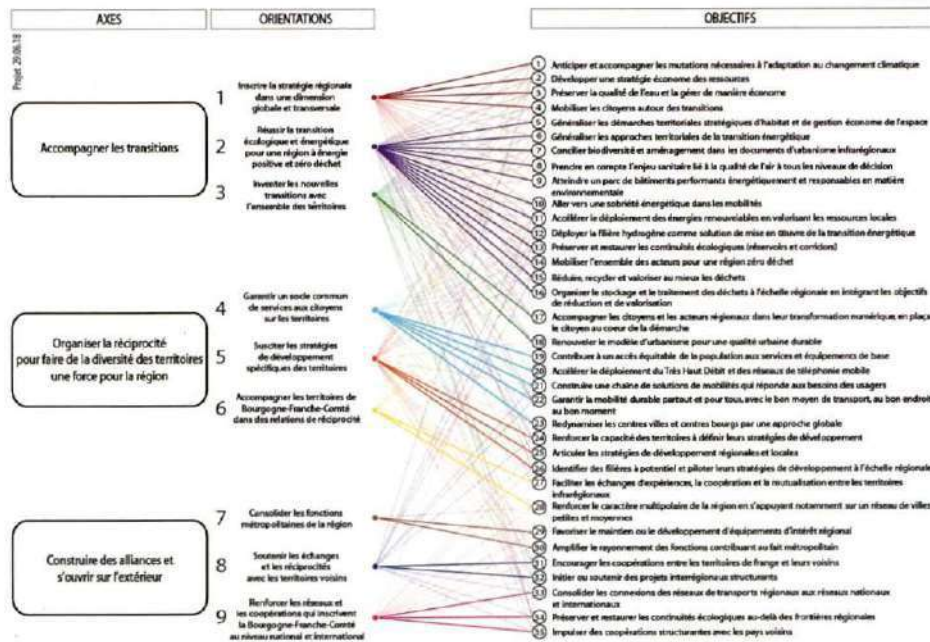 AXES
ORIENTATIONS
OBJECTIFS
Projet 29.06.18
Accompagner les transitions
Organiser la réciprocité
pour faire de la diversité des territoires
une force pour la région
Construire des alliances et
s'ouvrir sur l'extérieur
1
Inscrire la stratégie régionale
dans une dimension
globale et transversale
2
Réussir la transition
écologique et énergétique
pour une région à énergie
positive et zéro déchet
3
Inventer les nouvelles
transitions avec
l'ensemble des térritoires
4
Garantir un socle commun
de services aux citoyens
sur les territoires
5
Susciter les stratégies
de développement
spécifiques des territoires
6
Accompagner les territoires de
Bourgogne-Franche-Comté
dans des relations de réciprocité
7
Consolider les fonctions
métropolitaines de la région
8
Soutenir les échanges
et les réciprocités
avec les territoires voisins
9
Renforcer les réseaux et
les coopérations qui inscrivent
la Bourgogne-Franche-Comté
au niveau national et international
1 Anticiper et accompagner les mutations nécessaires à l'adaptation au changement climatique
2 Développer une stratégie économe des ressources
3 Préserver la qualité de l'eau et la gérer de manière économe
4 Mobiliser les citoyens autour des transitions
5 Généraliser les démarches territoriales stratégiques d'habitat et de gestion économe de l'espace
6 Généraliser les approches territoriales de la transition énergétique
7 Concilier biodiversité et aménagement dans les documents d'urbanisme infrarégionaux
8 Prendre en compte l'enjeu sanitaire lié à la qualité de l'air à tous les niveaux de décision
9 Atteindre un parc de bâtiments performants énergétiquement et responsables en matière
environnementale
10 Aller vers une sobriété énergétique dans les mobilités
11 Accélérer le déploiement des énergies renouvelables en valorisant les ressources locales
12 Déployer la filière hydrogène comme solution de mise en œuvre de la transition énergétique
13 Préserver et restaurer les continuités écologiques (réservoirs et corridors)
14 Mobiliser l'ensemble des acteurs pour une région zéro déchet
15 Réduire, recycler et valoriser au mieux les déchets
16 Organiser le stockage et le traitement des déchets à l'échelle régionale en intégrant les objectifs
de réduction et de valorisation
17 Accompagner les citoyens et les acteurs régionaux dans leur transformation numérique en plaça
le citoyen au coeur de la démarche
18 Renouveler le modèle d'urbanisme pour une qualité urbaine durable
19 Contribuer à un accès équitable de la population aux services et équipements de base
20 Accélérer le déploiement du Très Haut Débit et des réseaux de téléphonie mobile
21 Construire une chaine de solutions de mobilités qui réponde aux besoins des usagers
22 Garantir la mobilité durable partout et pour tous, avec le bon moyen de transport, au bon endroit
au bon moment
23 Redynamiser les centres villes et centres bourgs par une approche globale
24 Renforcer la capacité des territoires à définir leurs stratégies de développement
25 Articuler les stratégies de développement régionales et locales
26 Identifier des filières à potentiel et piloter leurs stratégies de développement à l'échelle régionale
27 Faciliter les échanges d'expériences, la coopération et la mutualisation entre les territoires
infrarégionaux
28 Renforcer le caractère multipolaire de la région en s'appuyant notamment sur un réseau de villes
petites et moyennes
29 Favoriser le maintien ou le développement d'équipements d'intérêt régional
30 Amplifier le rayonnement des fonctions contribuant au fait métropolitain
31 Encourager les coopérations entre les territoires de frange et leurs voisins
32 Initier ou soutenir des projets interrégionaux structurants
33 Consolider les connexions des réseaux de transports régionaux aux réseaux nationaux
et internationaux
34 Préserver et restaurer les continuités écologiques au-delà des frontières régionales
35 Impulser des coopérations structurantes avec les pays voisins